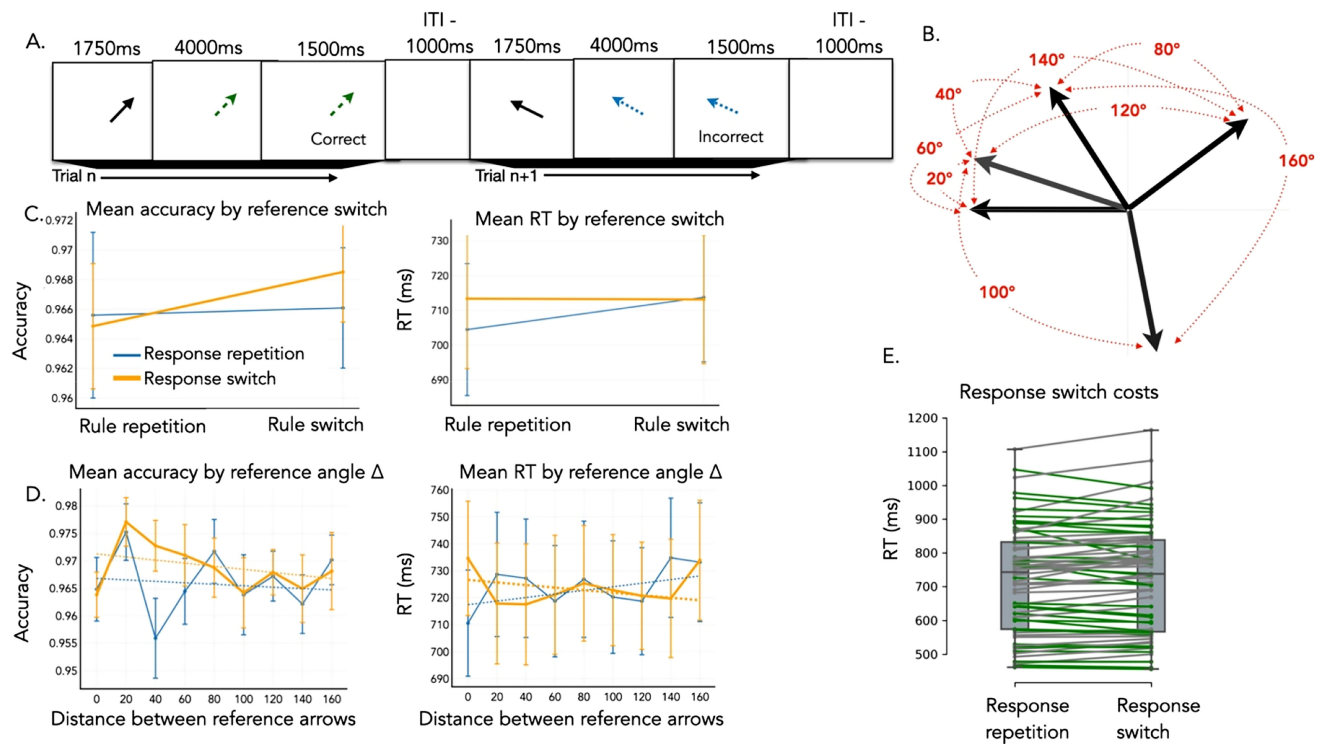 A.
1750ms
4000ms
1500ms
ITI -
1000ms
1750ms
4000ms
1500ms
ITI -
1000ms
Correct
Incorrect
Trial n
Trial n+1
B.
140°
80°
40°
120°
60°
160°
20°
100°
C.
Mean accuracy by reference switch
0.972
0.97
0.968
0.966
0.964
0.962
0.96
Accuracy
Response repetition
Response switch
Rule repetition
Rule switch
Mean RT by reference switch
730
720
710
700
690
RT (ms)
Rule repetition
Rule switch
D.
Mean accuracy by reference angle Δ
0.98
0.975
0.97
0.965
0.96
0.955
0.95
Accuracy
0 20 40 60 80 100 120 140 160
Distance between reference arrows
Mean RT by reference angle Δ
760
750
740
730
720
710
700
690
RT (ms)
0 20 40 60 80 100 120 140 160
Distance between reference arrows
E.
Response switch costs
1200
1100
1000
900
800
700
600
500
RT (ms)
Response
repetition
Response
switch